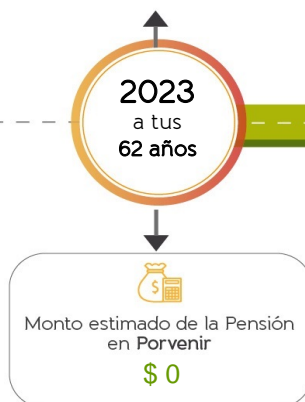 2023
a tus
62 años
$
Monto estimado de la Pensión
en Porvenir
$ 0